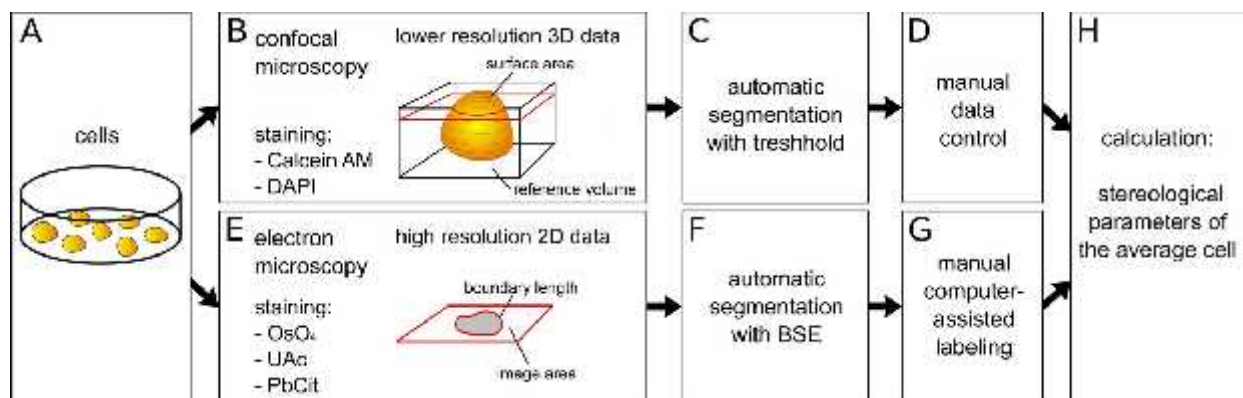 A
cells
B
confocal
microscopy
staining:
- Calcein AM
- DAPI
lower resolution 3D data
surface area
reference volume
C
automatic
segmentation
with treshhold
D
manual
data
control
E
electron
microscopy
staining:
- OsO₄
- UAc
- PbCit
high resolution 2D data
boundary length
image area
F
automatic
segmentation
with BSE
G
manual
computer-
assisted
labeling
H
calculation:
stereological
parameters of
the average cell